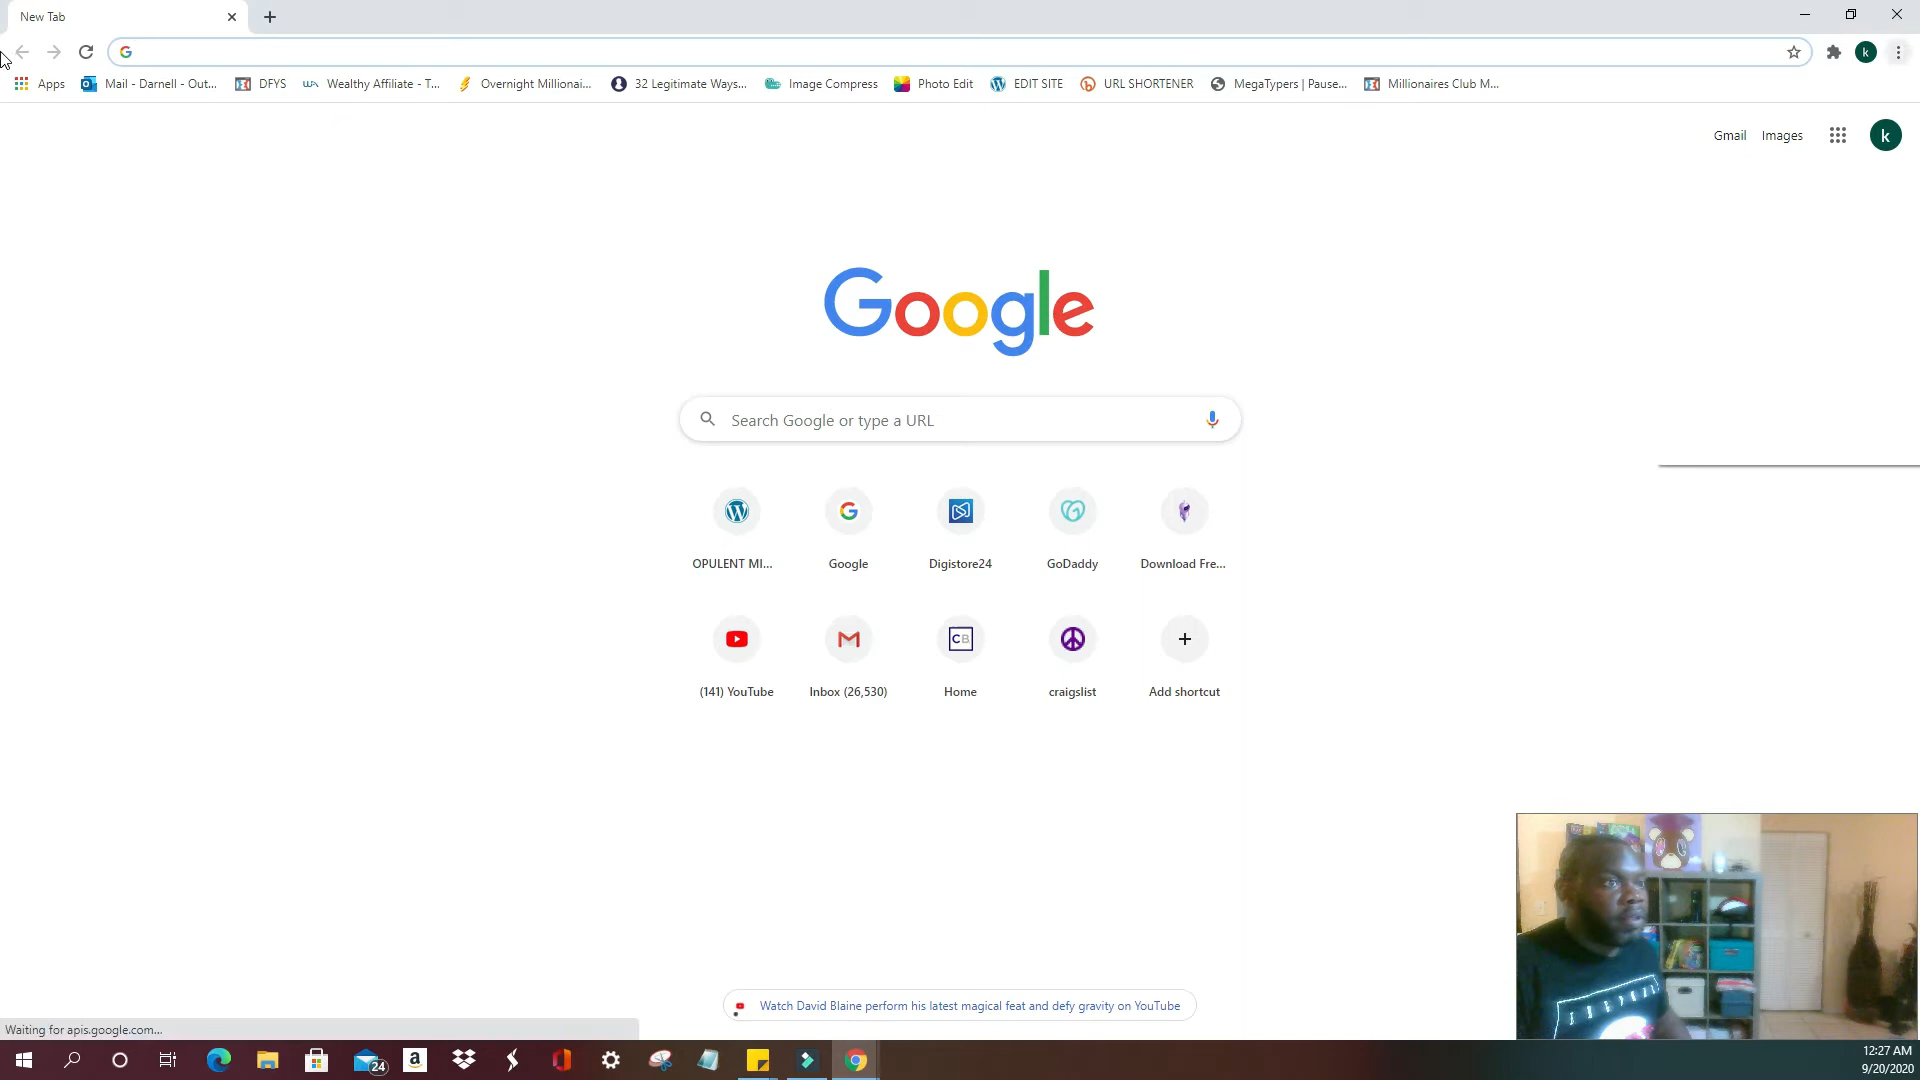 New Tab
Apps Mail - Darnell - Out... DFYS Wealthy Affiliate - T... Overnight Millionai... 32 Legitimate Ways... Image Compress Photo Edit EDIT SITE URL SHORTENER MegaTypers | Pause... Millionaires Club M...
Gmail Images k
Google
Search Google or type a URL
OPULENT MI... Google Digistore24 GoDaddy Download Fre...
CB
(141) YouTube Inbox (26,530) Home craigslist Add shortcut
Watch David Blaine perform his latest magical feat and defy gravity on YouTube
Waiting for apis.google.com...
24
12:27 AM
9/20/2020